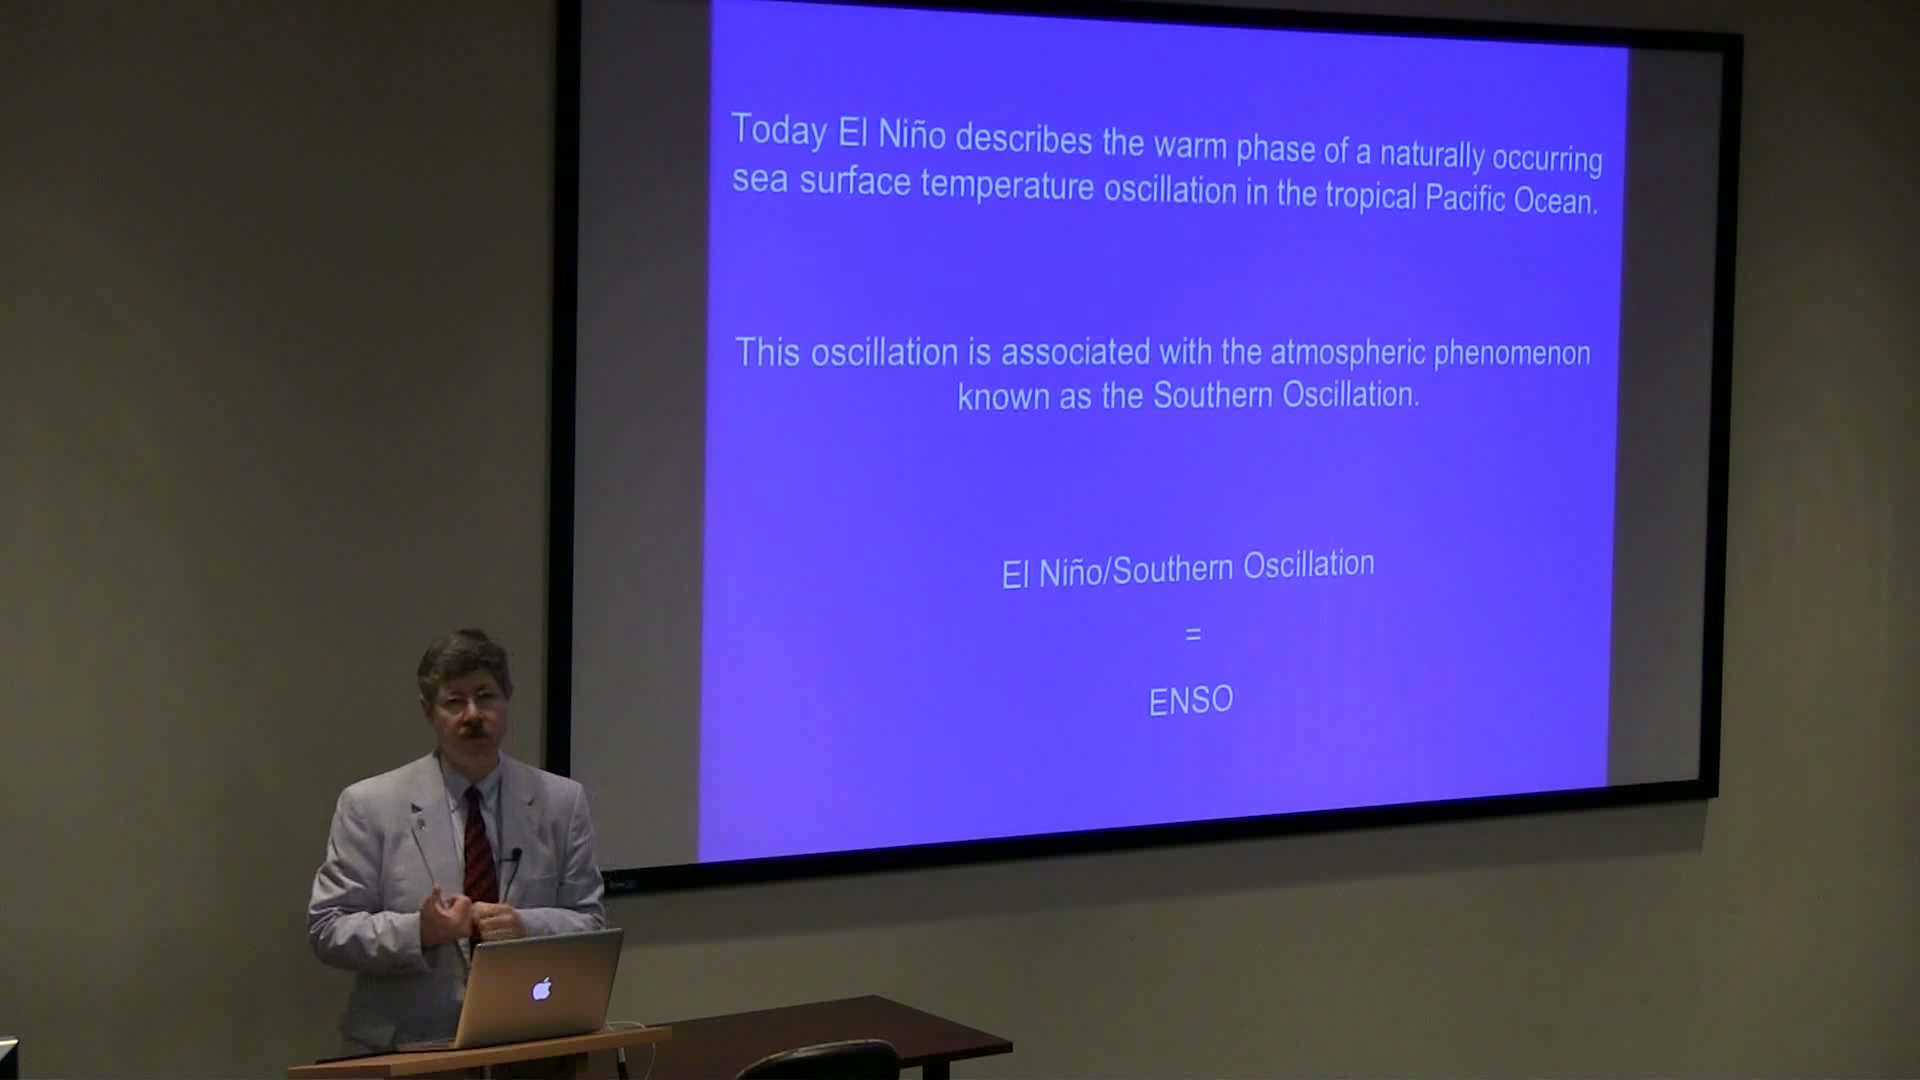 Today El Niño describes the warm phase of a naturally occurring
sea surface temperature oscillation in the tropical Pacific Ocean.
This oscillation is associated with the atmospheric phenomenon
known as the Southern Oscillation.
El Niño/Southern Oscillation
=
ENSO